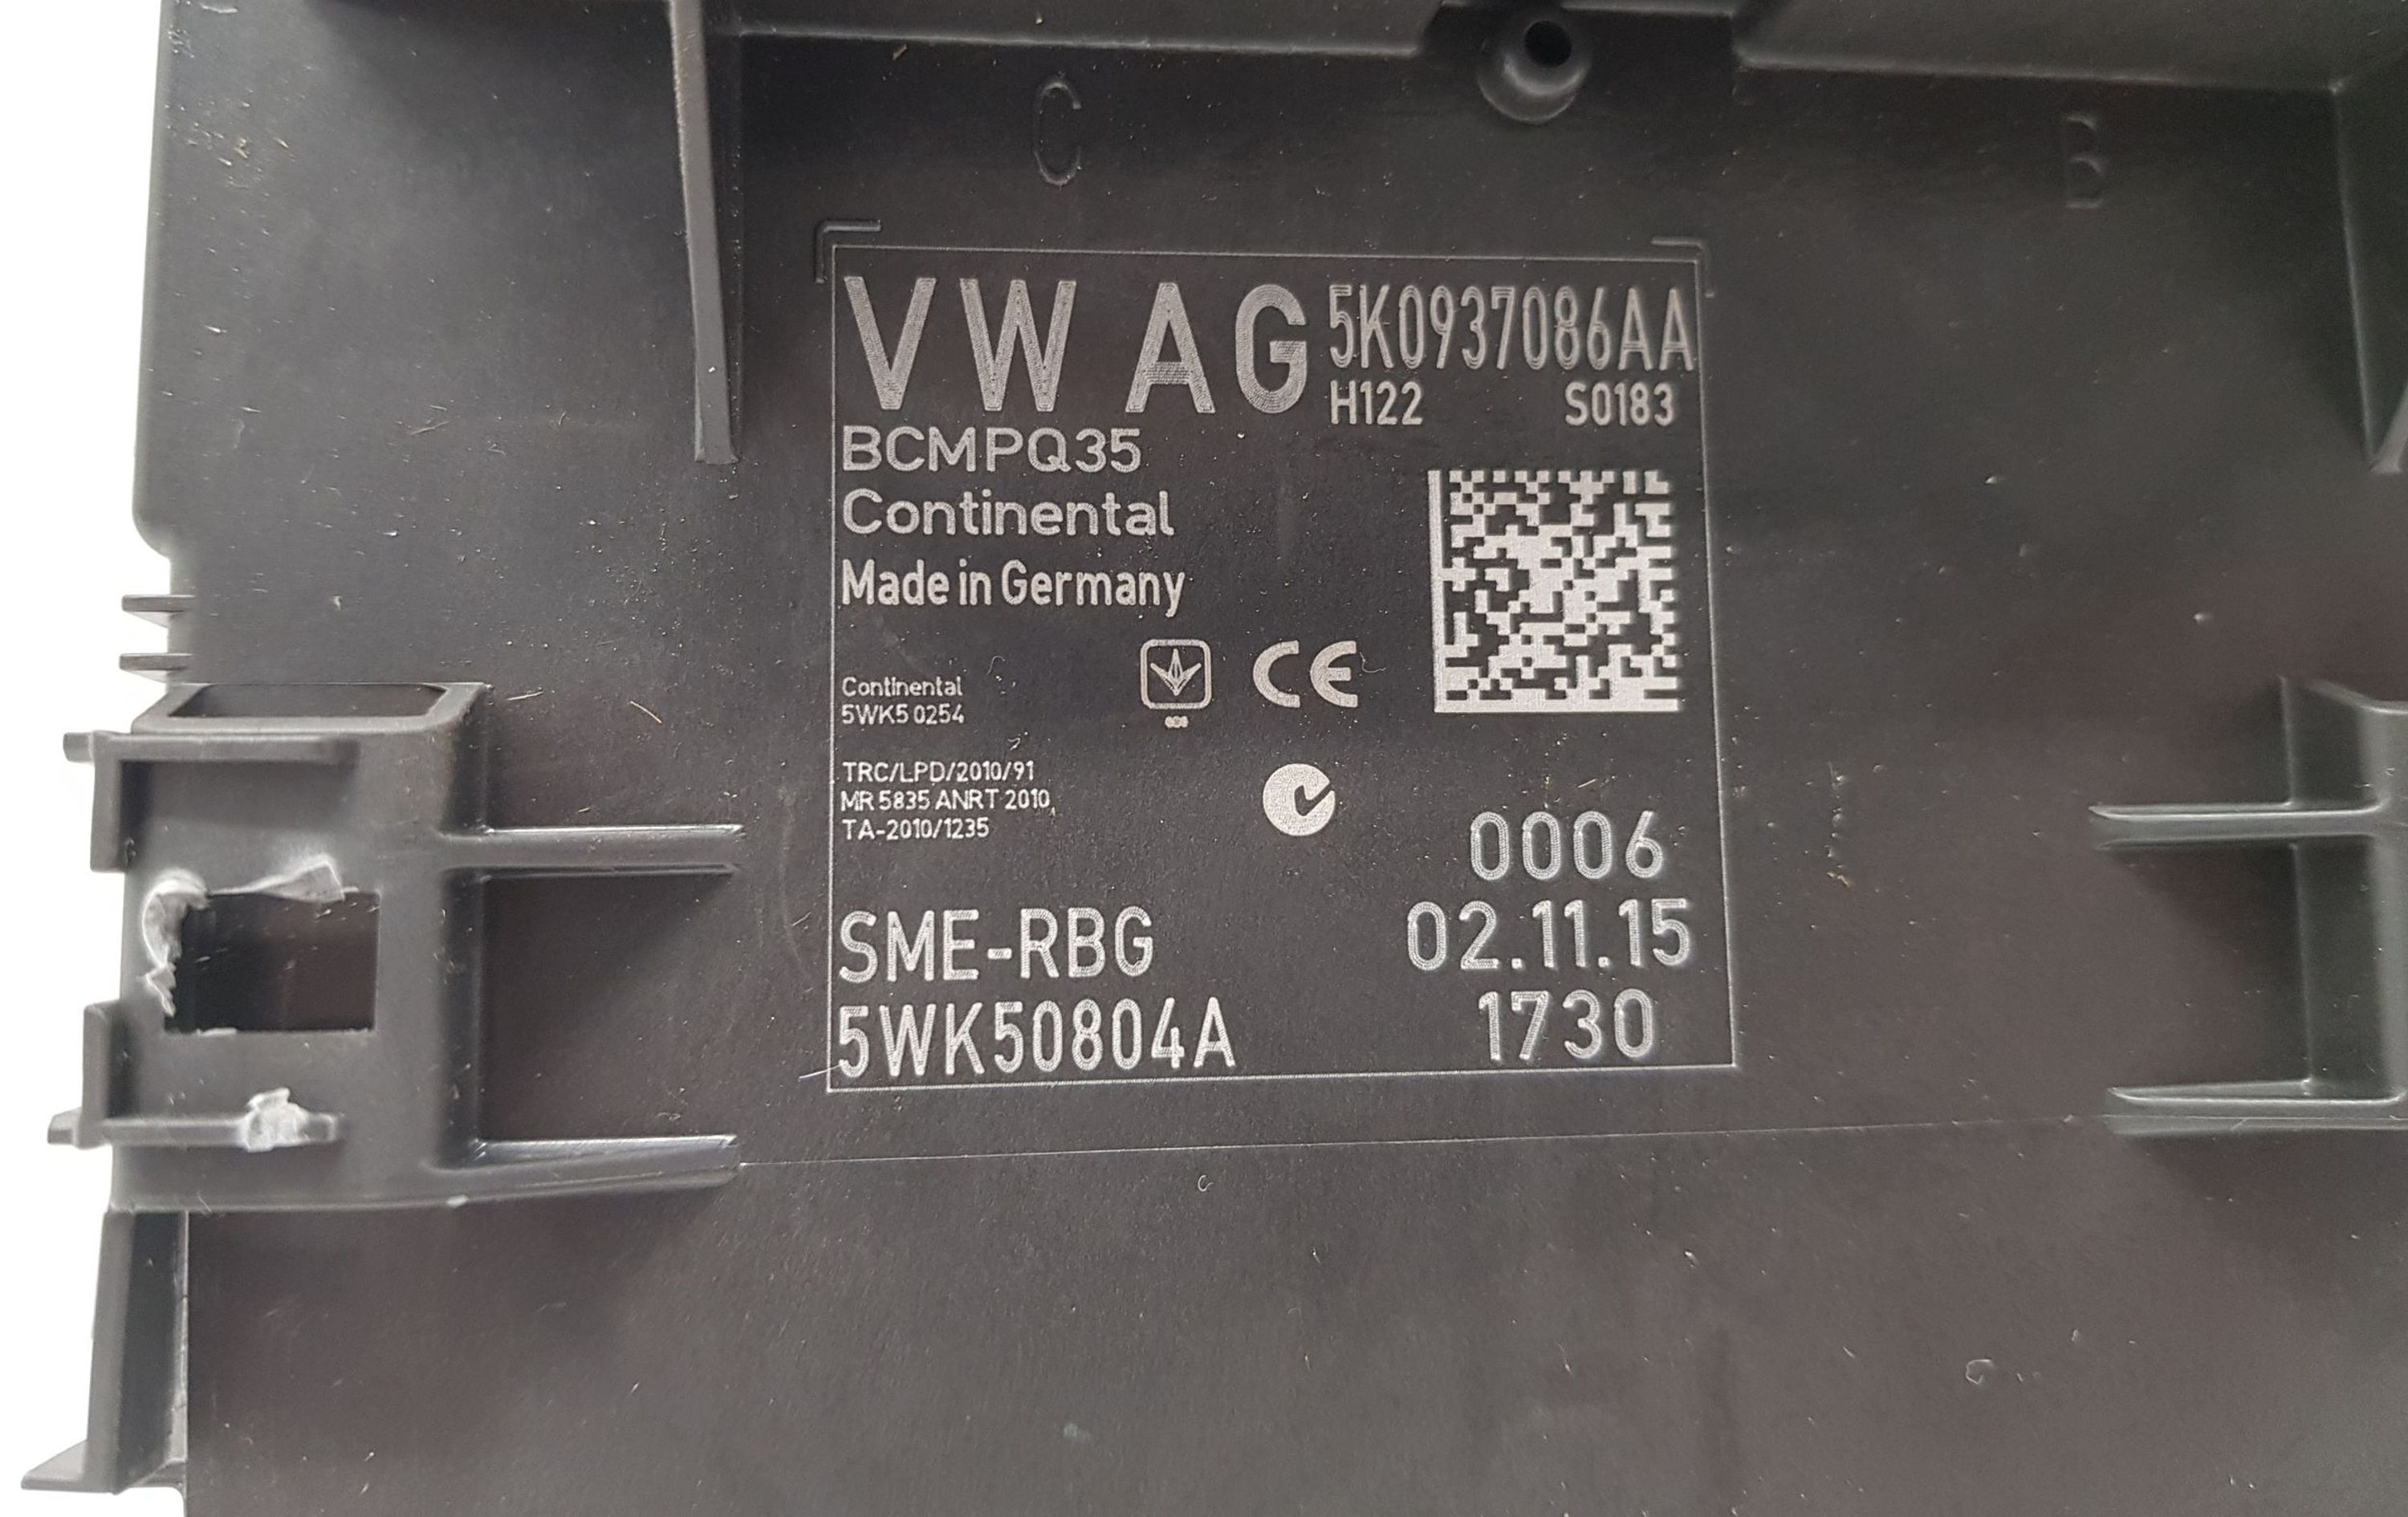 C
B
VW AG 5K0937086AA
H122 S0183
BCMPQ35
Continental
Made in Germany
CE
Continental
5WK5 0254
TRC/LPD/2010/91
MR 5835 ANRT 2010
TA-2010/1235
0006
SME-RBG 02.11.15
5WK50804A 1730